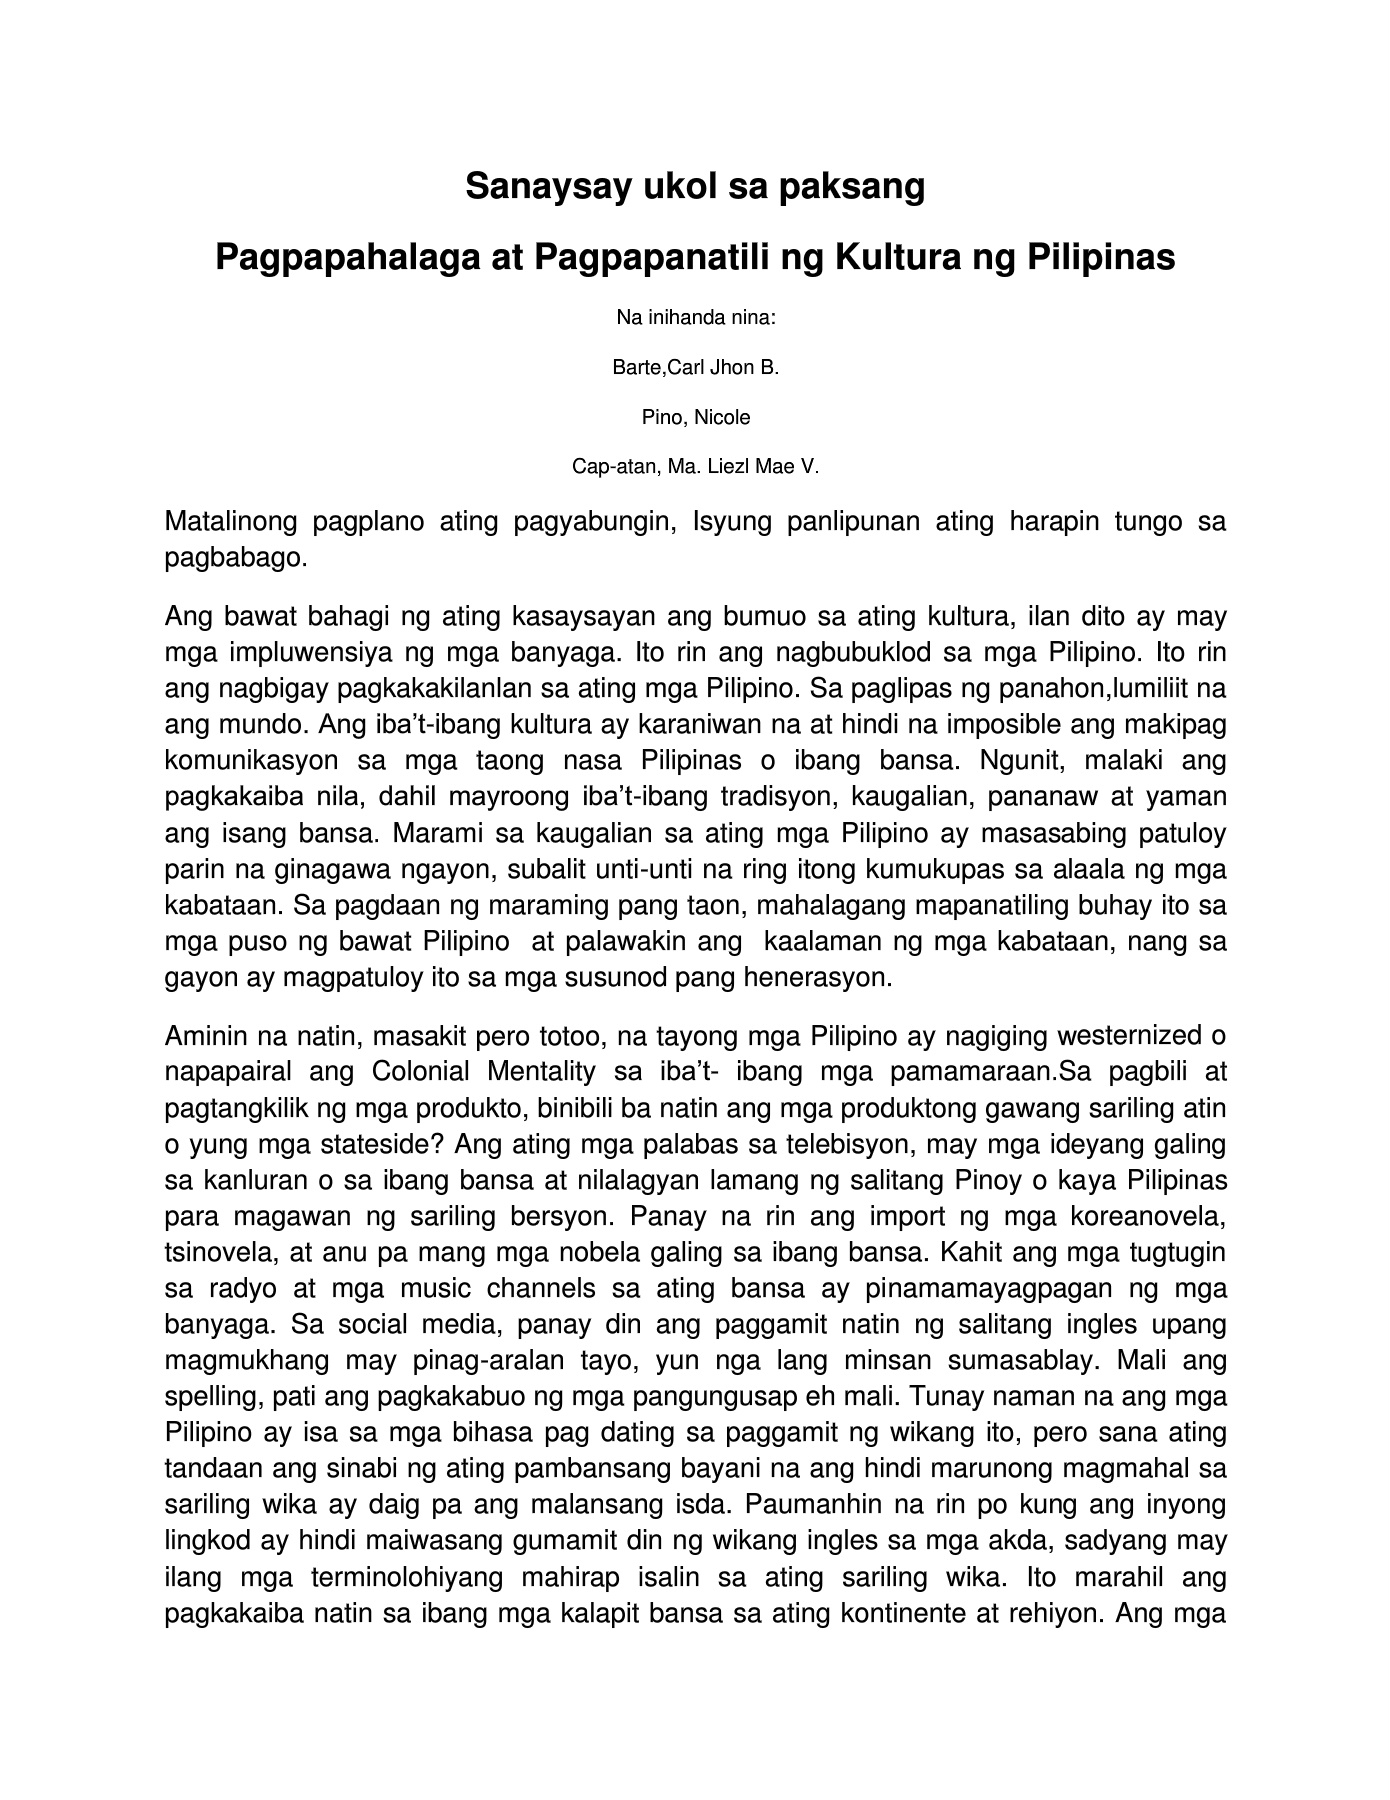 Sanaysay ukol sa paksang
Pagpapahalaga at Pagpapanatili ng Kultura ng Pilipinas
Na inihanda nina:
Barte,Carl Jhon B.
Pino, Nicole
Cap-atan, Ma. Liezl Mae V.
Matalinong pagplano ating pagyabungin, Isyung panlipunan ating harapin tungo sa
pagbabago.
Ang bawat bahagi ng ating kasaysayan ang bumuo sa ating kultura, ilan dito ay may
mga impluwensiya ng mga banyaga. Ito rin ang nagbubuklod sa mga Pilipino. Ito rin
ang nagbigay pagkakakilanlan sa ating mga Pilipino. Sa paglipas ng panahon,lumiliit na
ang mundo. Ang iba’t-ibang kultura ay karaniwan na at hindi na imposible ang makipag
komunikasyon sa mga taong nasa Pilipinas o ibang bansa. Ngunit, malaki ang
pagkakaiba nila, dahil mayroong iba’t-ibang tradisyon, kaugalian, pananaw at yaman
ang isang bansa. Marami sa kaugalian sa ating mga Pilipino ay masasabing patuloy
parin na ginagawa ngayon, subalit unti-unti na ring itong kumukupas sa alaala ng mga
kabataan. Sa pagdaan ng maraming pang taon, mahalagang mapanatiling buhay ito sa
mga puso ng bawat Pilipino  at palawakin ang  kaalaman ng mga kabataan, nang sa
gayon ay magpatuloy ito sa mga susunod pang henerasyon.
Aminin na natin, masakit pero totoo, na tayong mga Pilipino ay nagiging westernized o
napapairal ang Colonial Mentality sa iba’t- ibang mga pamamaraan.Sa pagbili at
pagtangkilik ng mga produkto, binibili ba natin ang mga produktong gawang sariling atin
o yung mga stateside? Ang ating mga palabas sa telebisyon, may mga ideyang galing
sa kanluran o sa ibang bansa at nilalagyan lamang ng salitang Pinoy o kaya Pilipinas
para magawan ng sariling bersyon. Panay na rin ang import ng mga koreanovela,
tsinovela, at anu pa mang mga nobela galing sa ibang bansa. Kahit ang mga tugtugin
sa radyo at mga music channels sa ating bansa ay pinamamayagpagan ng mga
banyaga. Sa social media, panay din ang paggamit natin ng salitang ingles upang
magmukhang may pinag-aralan tayo, yun nga lang minsan sumasablay. Mali ang
spelling, pati ang pagkakabuo ng mga pangungusap eh mali. Tunay naman na ang mga
Pilipino ay isa sa mga bihasa pag dating sa paggamit ng wikang ito, pero sana ating
tandaan ang sinabi ng ating pambansang bayani na ang hindi marunong magmahal sa
sariling wika ay daig pa ang malansang isda. Paumanhin na rin po kung ang inyong
lingkod ay hindi maiwasang gumamit din ng wikang ingles sa mga akda, sadyang may
ilang mga terminolohiyang mahirap isalin sa ating sariling wika. Ito marahil ang
pagkakaiba natin sa ibang mga kalapit bansa sa ating kontinente at rehiyon. Ang mga